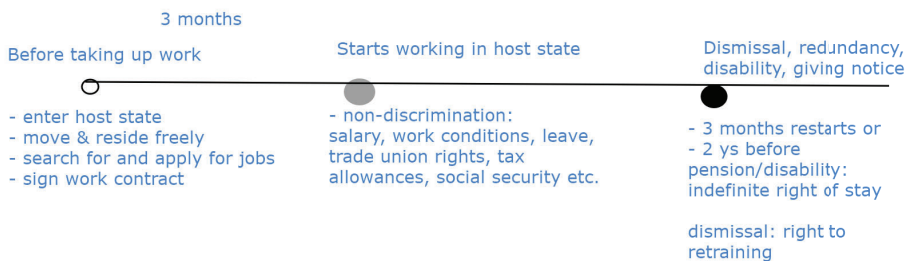 3 months
Before taking up work
- enter host state
- move & reside freely
- search for and apply for jobs
- sign work contract
Starts working in host state
- non-discrimination:
salary, work conditions, leave,
trade union rights, tax
allowances, social security etc.
Dismissal, redundancy,
disability, giving notice
- 3 months restarts or
- 2 ys before
pension/disability:
indefinite right of stay
dismissal: right to
retraining